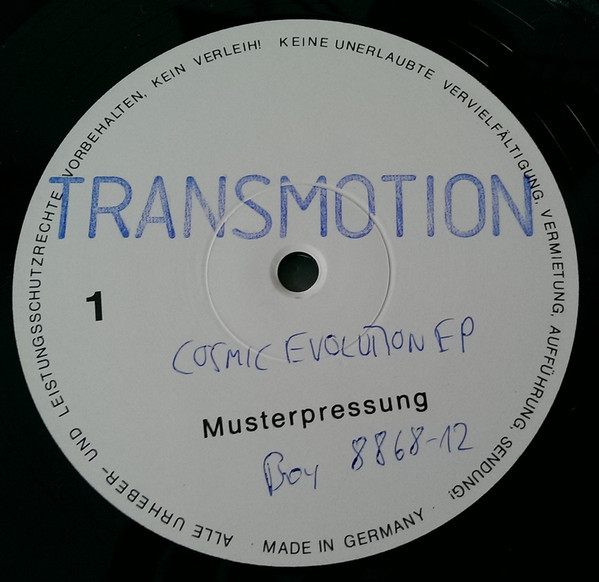 ALLE URHEBER- UND LEISTUNGSSCHUTZRECHTE VORBEHALTEN, KEIN VERLEIH! KEINE UNERLAUBTE VERVIELFÄLTIGUNG, VERMIETUNG, AUFFÜHRUNG, SENDUNG!
TRANSMOTION
1
COSMIC EVOLUTION EP
Musterpressung
Boy 8868-12
· MADE IN GERMANY ·